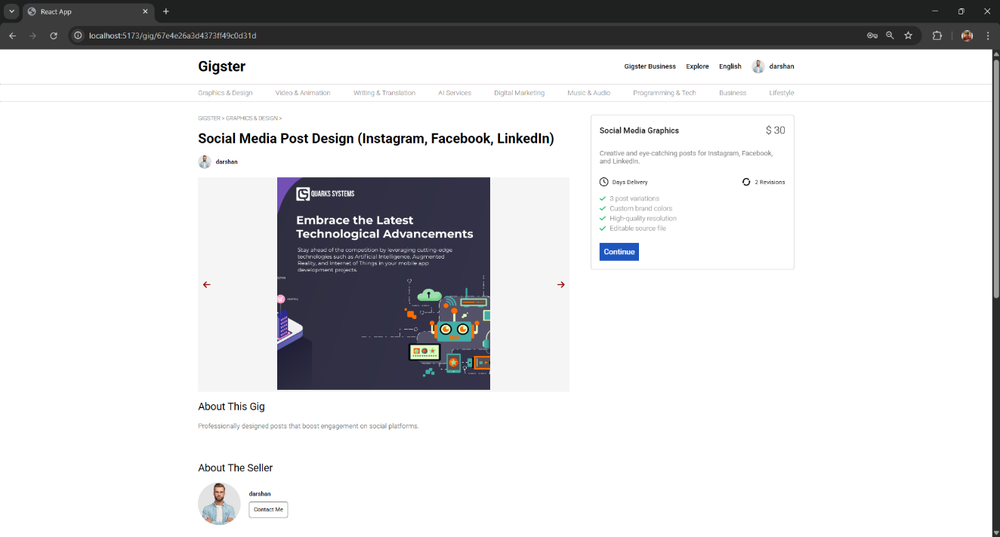 React App
localhost:5173/gig/67e4e26a3d4373ff49c0d31d
Gigster
Gigster Business
Explore
English
darshan
Graphics & Design
Video & Animation
Writing & Translation
AI Services
Digital Marketing
Music & Audio
Programming & Tech
Business
Lifestyle
GIGSTER > GRAPHICS & DESIGN >
Social Media Post Design (Instagram, Facebook, LinkedIn)
darshan
QUARKS SYSTEMS
Embrace the Latest
Technological Advancements
Stay ahead of the competition by leveraging cutting-edge
technologies such as Artificial Intelligence, Augmented
Reality, and Internet of Things in your mobile app
development projects.
About This Gig
Professionally designed posts that boost engagement on social platforms.
About The Seller
darshan
Contact Me
Social Media Graphics
$ 30
Creative and eye-catching posts for Instagram, Facebook,
and LinkedIn.
Days Delivery
2 Revisions
3 post variations
Custom brand colors
High-quality resolution
Editable source file
Continue